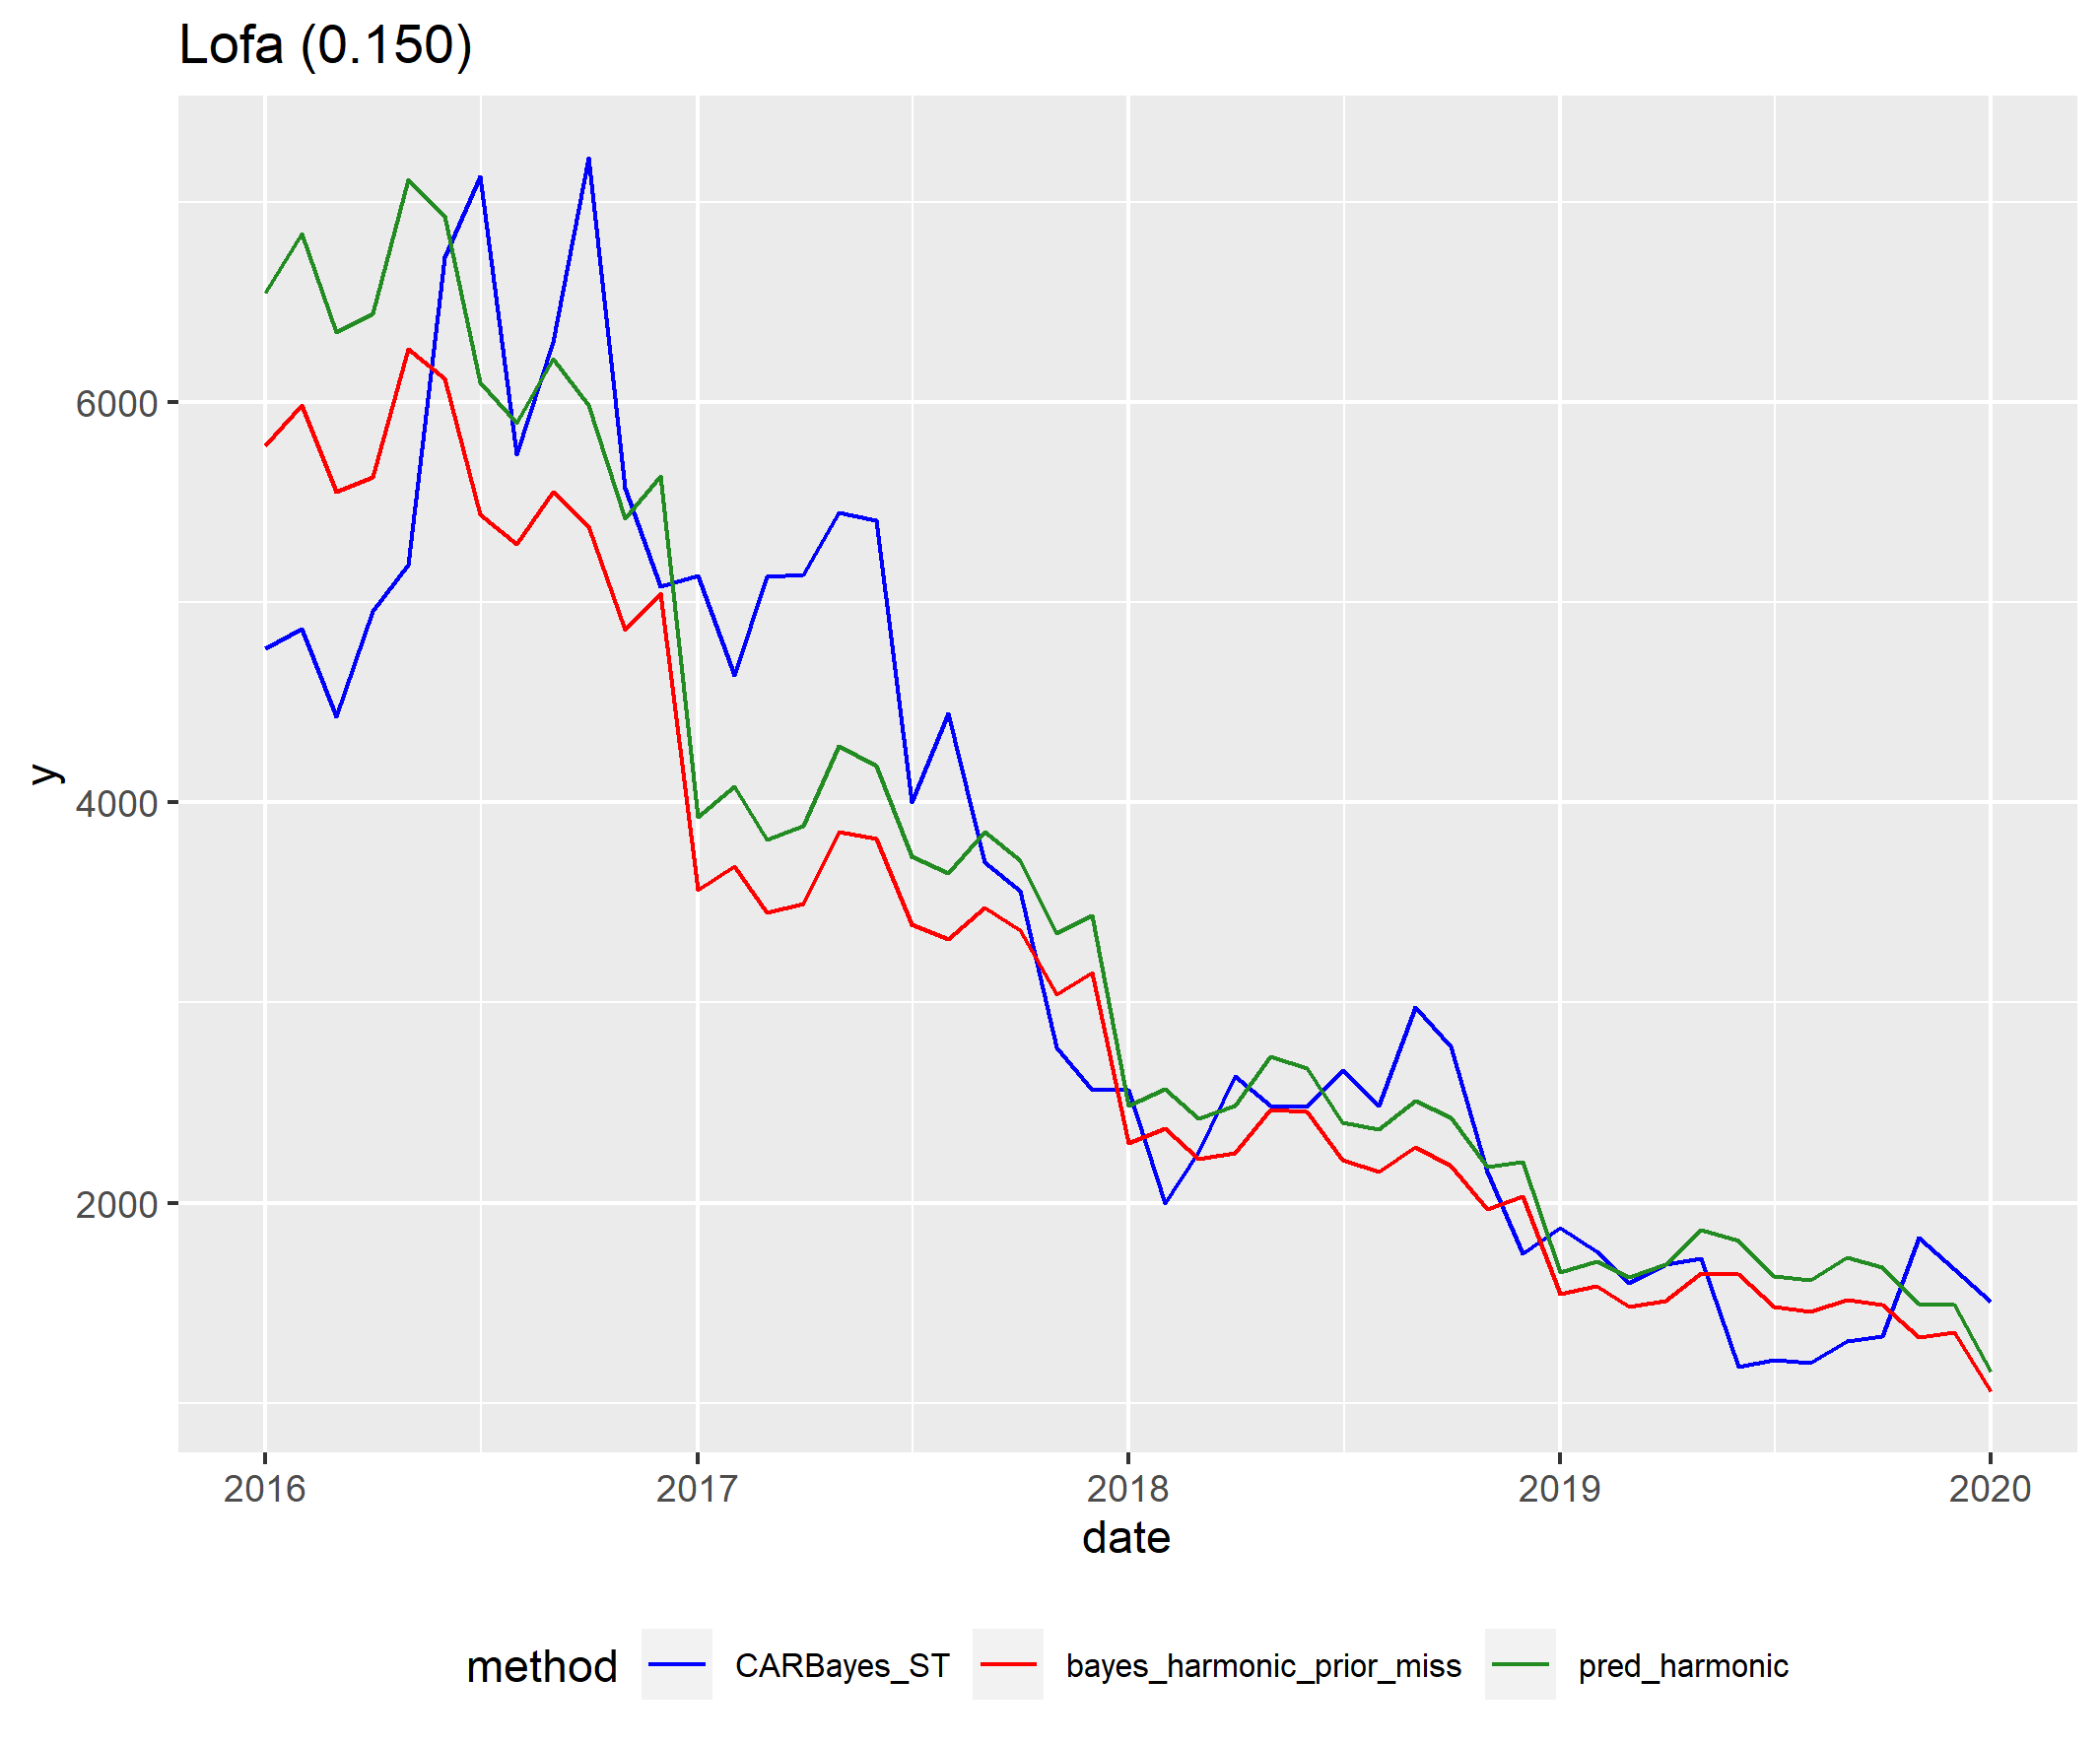 Lofa (0.150)
6000
4000
2000
y
2016 2017 2018 2019 2020
date
method CARBayes_ST bayes_harmonic_prior_miss pred_harmonic